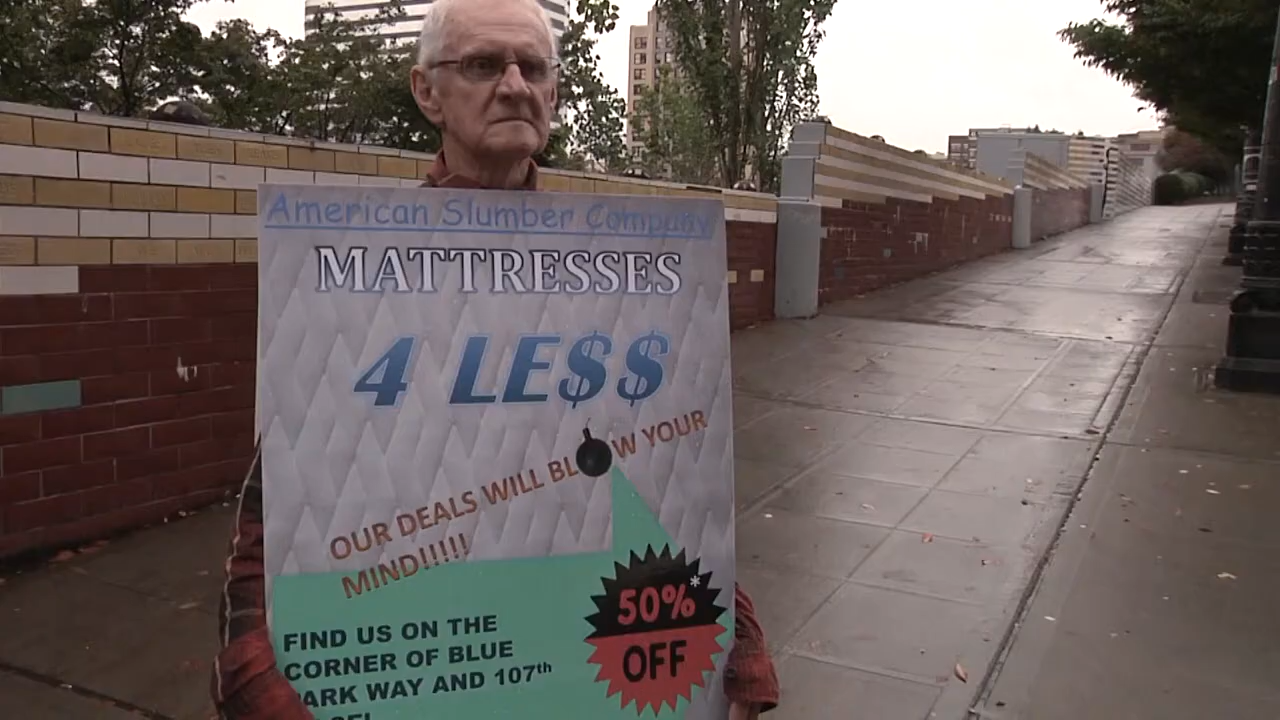 American Slumber Company
MATTRESSES
4 LE$$
OUR DEALS WILL BL W YOUR
MIND!!!!!
50%*
OFF
FIND US ON THE
CORNER OF BLUE
ARK WAY AND 107th